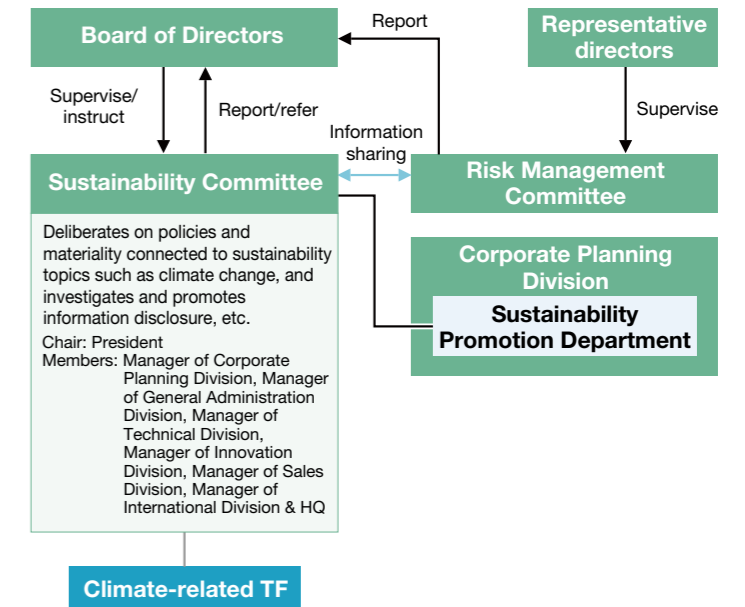 Board of Directors
Report
Representative
directors
Supervise/
instruct
Report/refer
Supervise
Information
sharing
Sustainability Committee
Risk Management
Committee
Deliberates on policies and
materiality connected to sustainability
topics such as climate change, and
investigates and promotes
information disclosure, etc.
Chair: President
Members: Manager of Corporate
Planning Division, Manager
of General Administration
Division, Manager of
Technical Division,
Manager of Innovation
Division, Manager of Sales
Division, Manager of
International Division & HQ
Corporate Planning
Division
Sustainability
Promotion Department
Climate-related TF